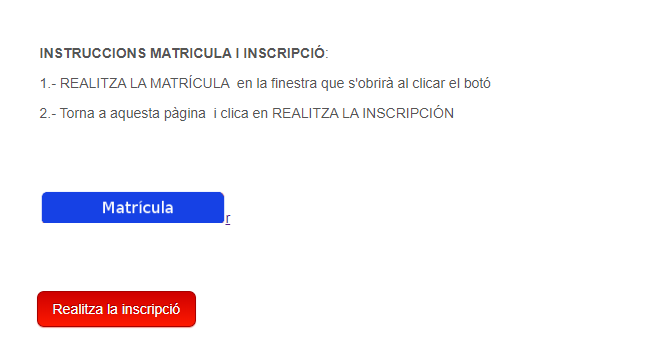 INSTRUCCIONS MATRICULA I INSCRIPCIÓ:
1.- REALITZA LA MATRÍCULA en la finestra que s'obrirà al clicar el botó
2.- Torna a aquesta pàgina i clica en REALITZA LA INSCRIPCIÓN
Matrícula
r
Realitza la inscripció